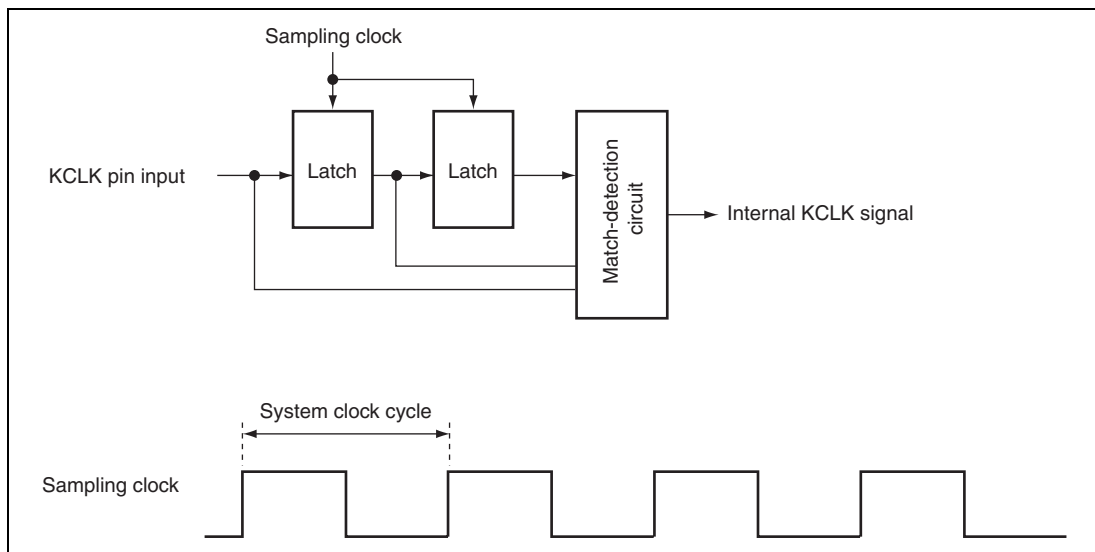 Sampling clock
KCLK pin input
Latch
Latch
Match-detection
circuit
Internal KCLK signal
System clock cycle
Sampling clock